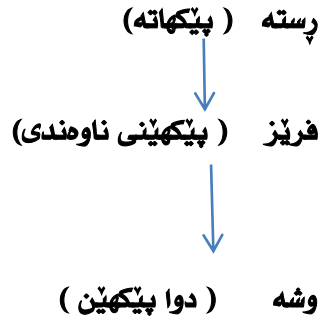 ڕستە ( پێکهاتە)
فرێز ( پێکهێنی ناوەندی)
وشە ( دوا پێکهێن )